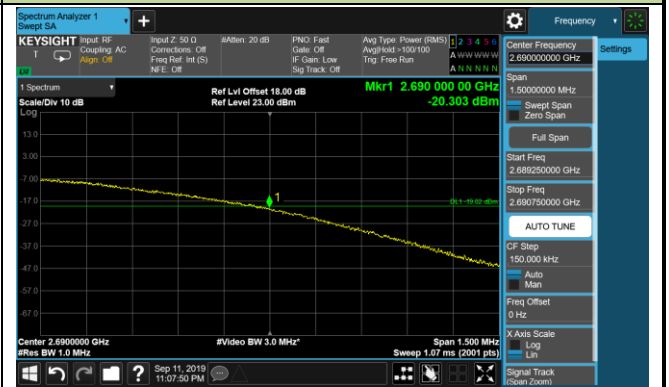 Spectrum Analyzer 1
Swept SA
+
Frequency
KEYSIGHT
Input: RF
Coupling: AC
Align: Off
Input Z: 50 Ω
Corrections: Off
Freq Ref: Int (S)
NFE: Off
#Atten: 20 dB
PNO: Fast
Gate: Off
IF Gain: Low
Sig Track: Off
Avg Type: Power (RMS)
Avg|Hold >100/100
Trig: Free Run
1 2 3 4 5 6
A W W W W W
A N N N N N
1 Spectrum
Scale/Div 10 dB
Log
Ref Lvl Offset 18.00 dB
Ref Level 23.00 dBm
Mkr1 2.690 000 00 GHz
-20.303 dBm
13.0
3.00
-7.00
-17.0
-27.0
-37.0
-47.0
-57.0
-67.0
1
DL1 -19.02 dBm
Center 2.6900000 GHz
#Res BW 1.0 MHz
#Video BW 3.0 MHz*
Span 1.500 MHz
Sweep 1.07 ms (2001 pts)
Sep 11, 2019
11:07:50 PM
Center Frequency
2.690000000 GHz
Settings
Span
1.50000000 MHz
Swept Span
Zero Span
Full Span
Start Freq
2.689250000 GHz
Stop Freq
2.690750000 GHz
AUTO TUNE
CF Step
150.000 kHz
Auto
Man
Freq Offset
0 Hz
X Axis Scale
Log
Lin
Signal Track
(Span Zoom)